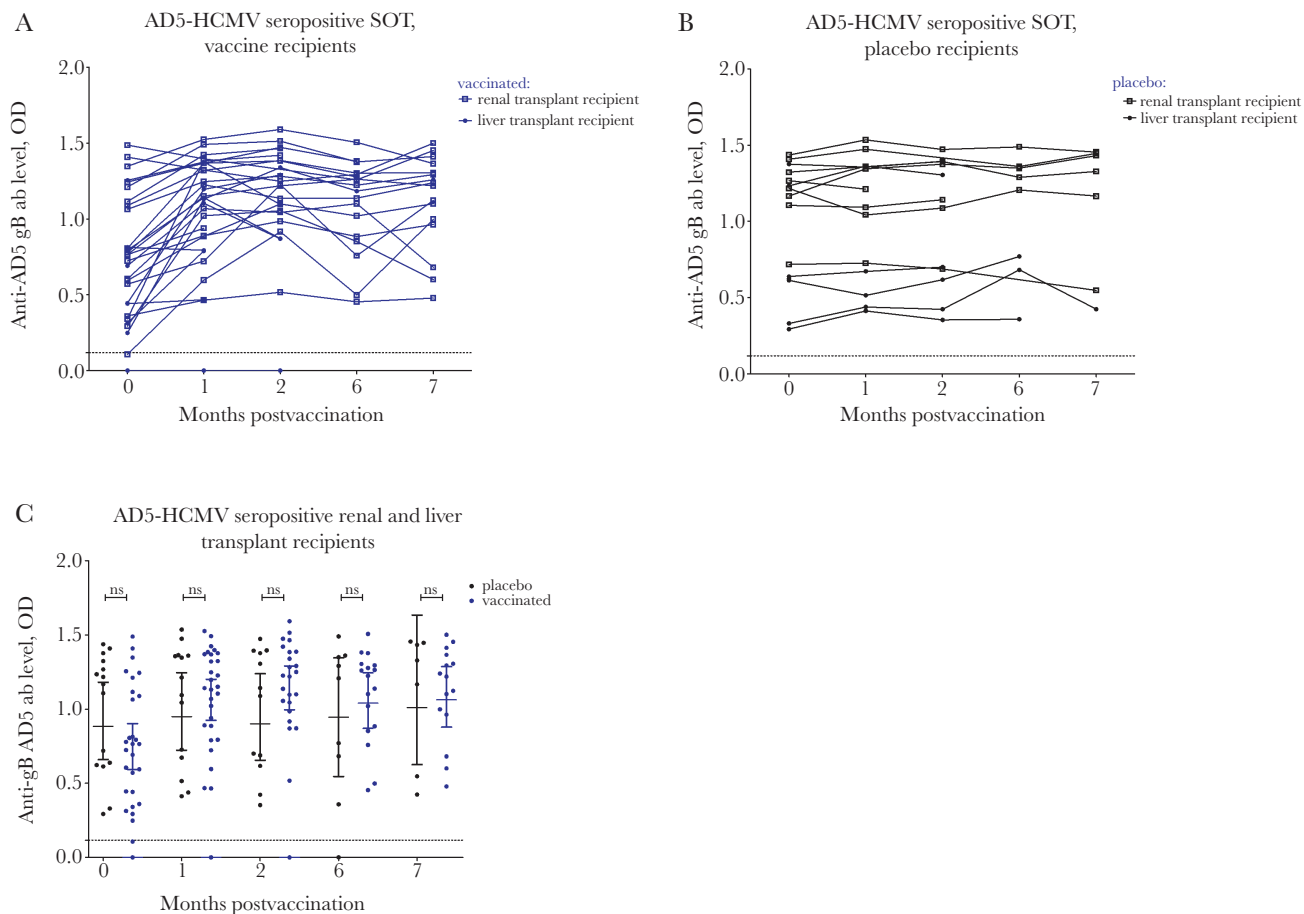 A
AD5-HCMV seropositive SOT,
vaccine recipients
2.0
1.5
1.0
0.5
0.0
Anti-AD5 gB ab level, OD
0 1 2 6 7
Months postvaccination
vaccinated:
renal transplant recipient
liver transplant recipient
B
AD5-HCMV seropositive SOT,
placebo recipients
2.0
1.5
1.0
0.5
0.0
Anti-AD5 gB ab level, OD
0 1 2 6 7
Months postvaccination
placebo:
renal transplant recipient
liver transplant recipient
C
AD5-HCMV seropositive renal and liver
transplant recipients
2.0
1.5
1.0
0.5
0.0
Anti-gB AD5 ab level, OD
ns ns ns ns ns
0 1 2 6 7
Months postvaccination
placebo
vaccinated